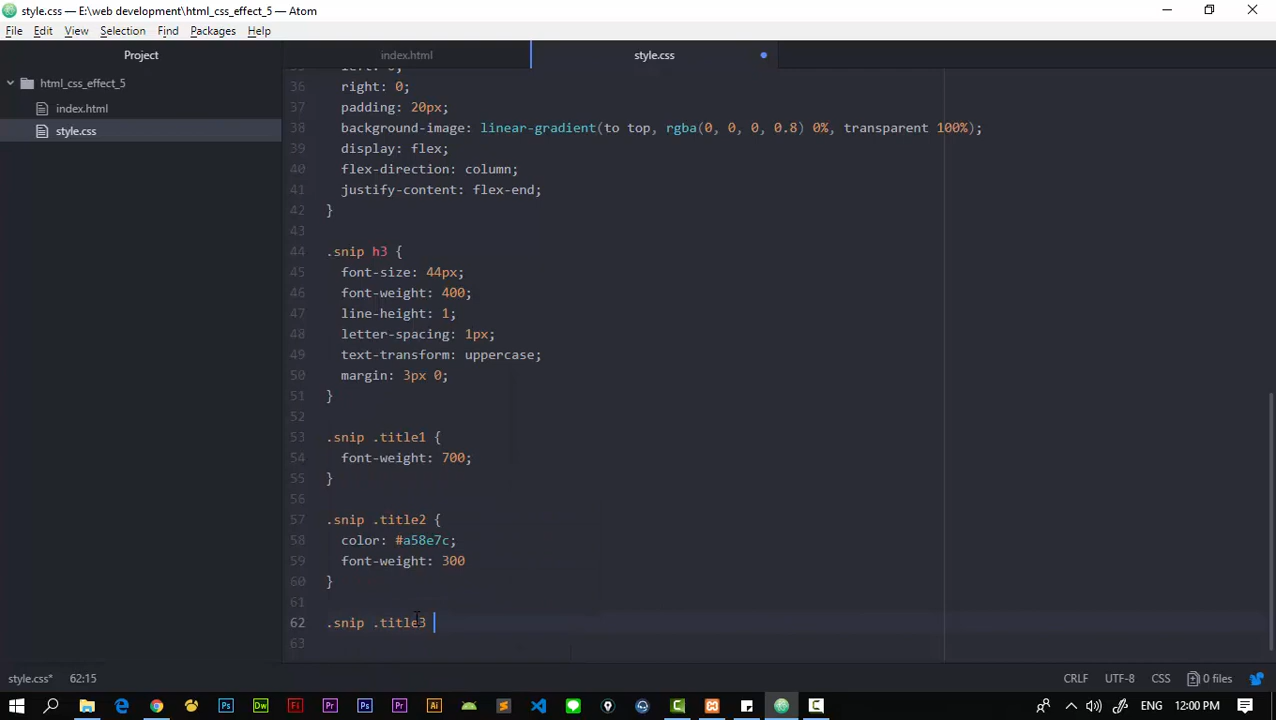 style.css — E:\web development\html_css_effect_5 — Atom
File Edit View Selection Find Packages Help
Project
index.html
style.css
html_css_effect_5
index.html
style.css
36 right: 0;
37 padding: 20px;
38 background-image: linear-gradient(to top, rgba(0, 0, 0, 0.8) 0%, transparent 100%);
39 display: flex;
40 flex-direction: column;
41 justify-content: flex-end;
42 }
43
44 .snip h3 {
45 font-size: 44px;
46 font-weight: 400;
47 line-height: 1;
48 letter-spacing: 1px;
49 text-transform: uppercase;
50 margin: 3px 0;
51 }
52
53 .snip .title1 {
54 font-weight: 700;
55 }
56
57 .snip .title2 {
58 color: #a58e7c;
59 font-weight: 300
60 }
61
62 .snip .title3
63
style.css* 62:15 CRLF UTF-8 CSS 0 files
ENG 12:00 PM